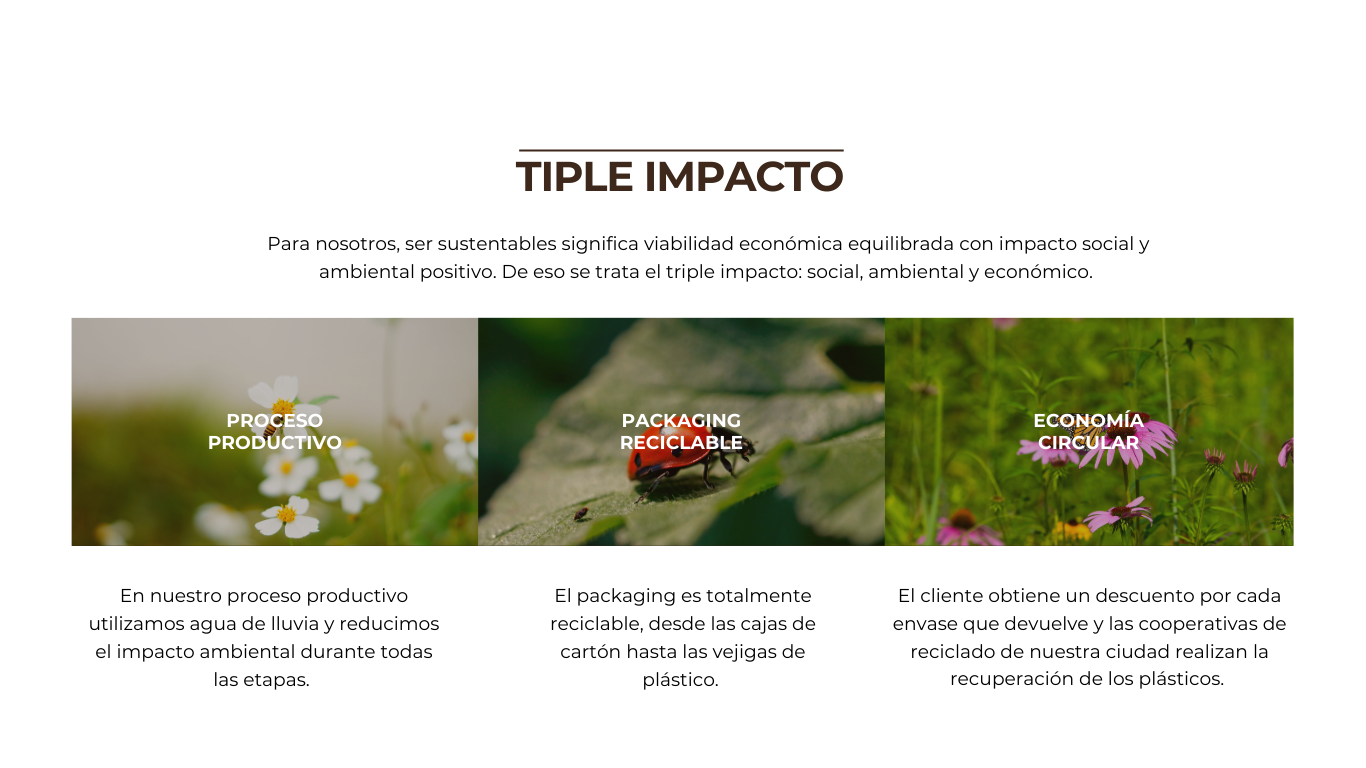 TIPLE IMPACTO
Para nosotros, ser sustentables significa viabilidad económica equilibrada con impacto social y
ambiental positivo. De eso se trata el triple impacto: social, ambiental y económico.
PROCESO
PRODUCTIVO
PACKAGING
RECICLABLE
ECONOMÍA
CIRCULAR
En nuestro proceso productivo
utilizamos agua de lluvia y reducimos
el impacto ambiental durante todas
las etapas.
El packaging es totalmente
reciclable, desde las cajas de
cartón hasta las vejigas de
plástico.
El cliente obtiene un descuento por cada
envase que devuelve y las cooperativas de
reciclado de nuestra ciudad realizan la
recuperación de los plásticos.